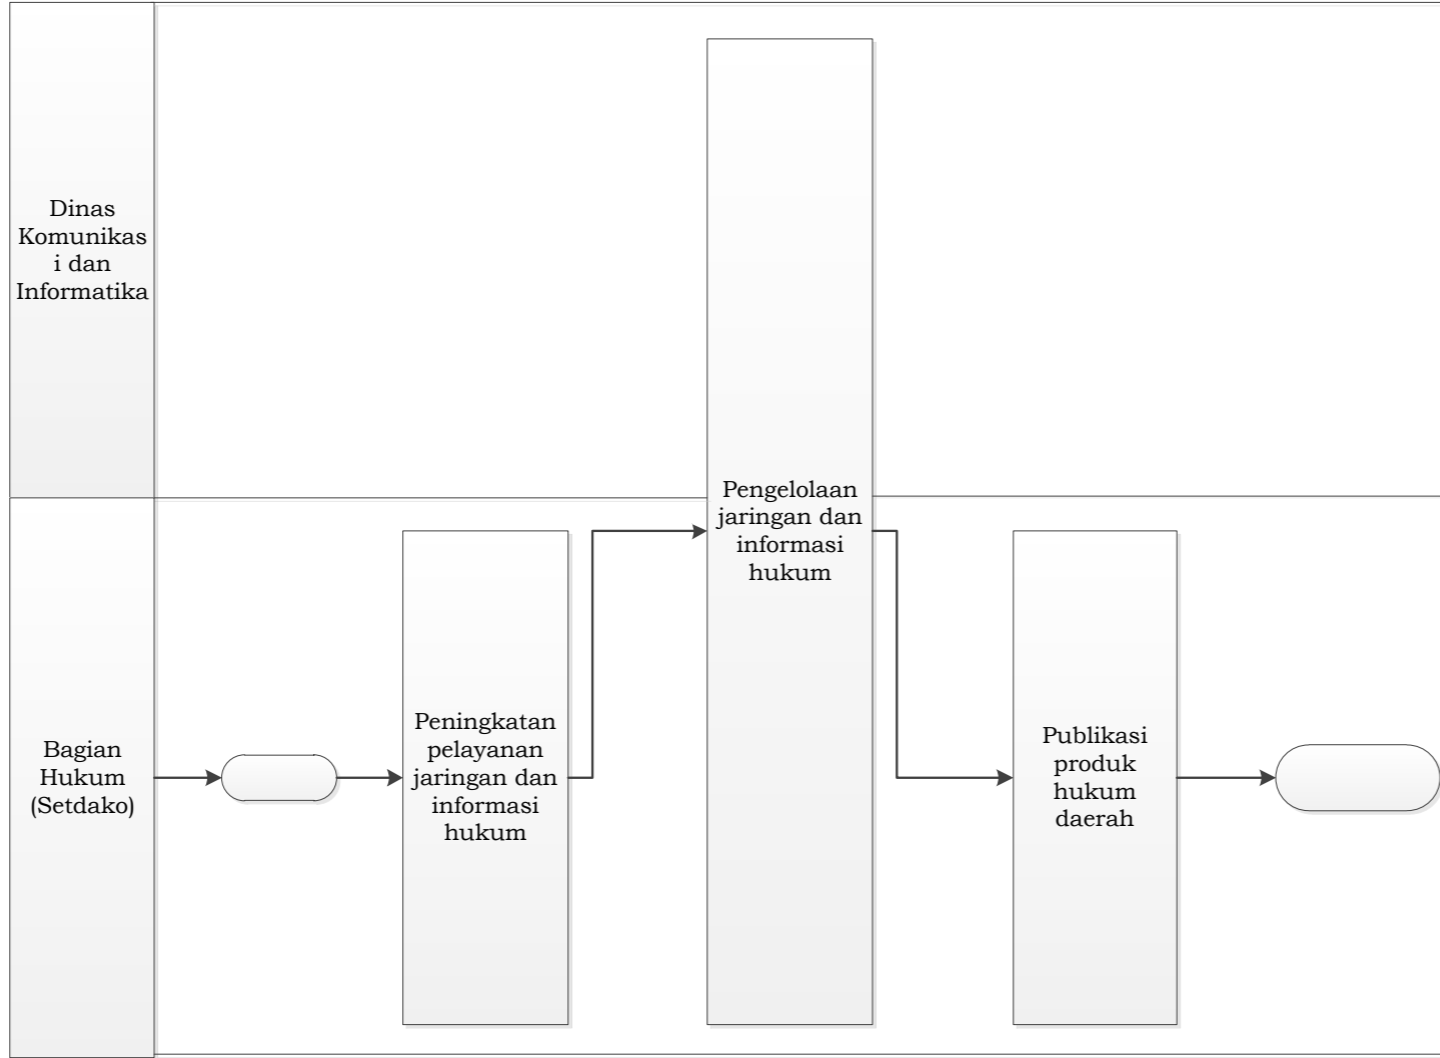 Dinas
Komunikas
i dan
Informatika
Bagian
Hukum
(Setdako)
Peningkatan
pelayanan
jaringan dan
informasi
hukum
Pengelolaan
jaringan dan
informasi
hukum
Publikasi
produk
hukum
daerah